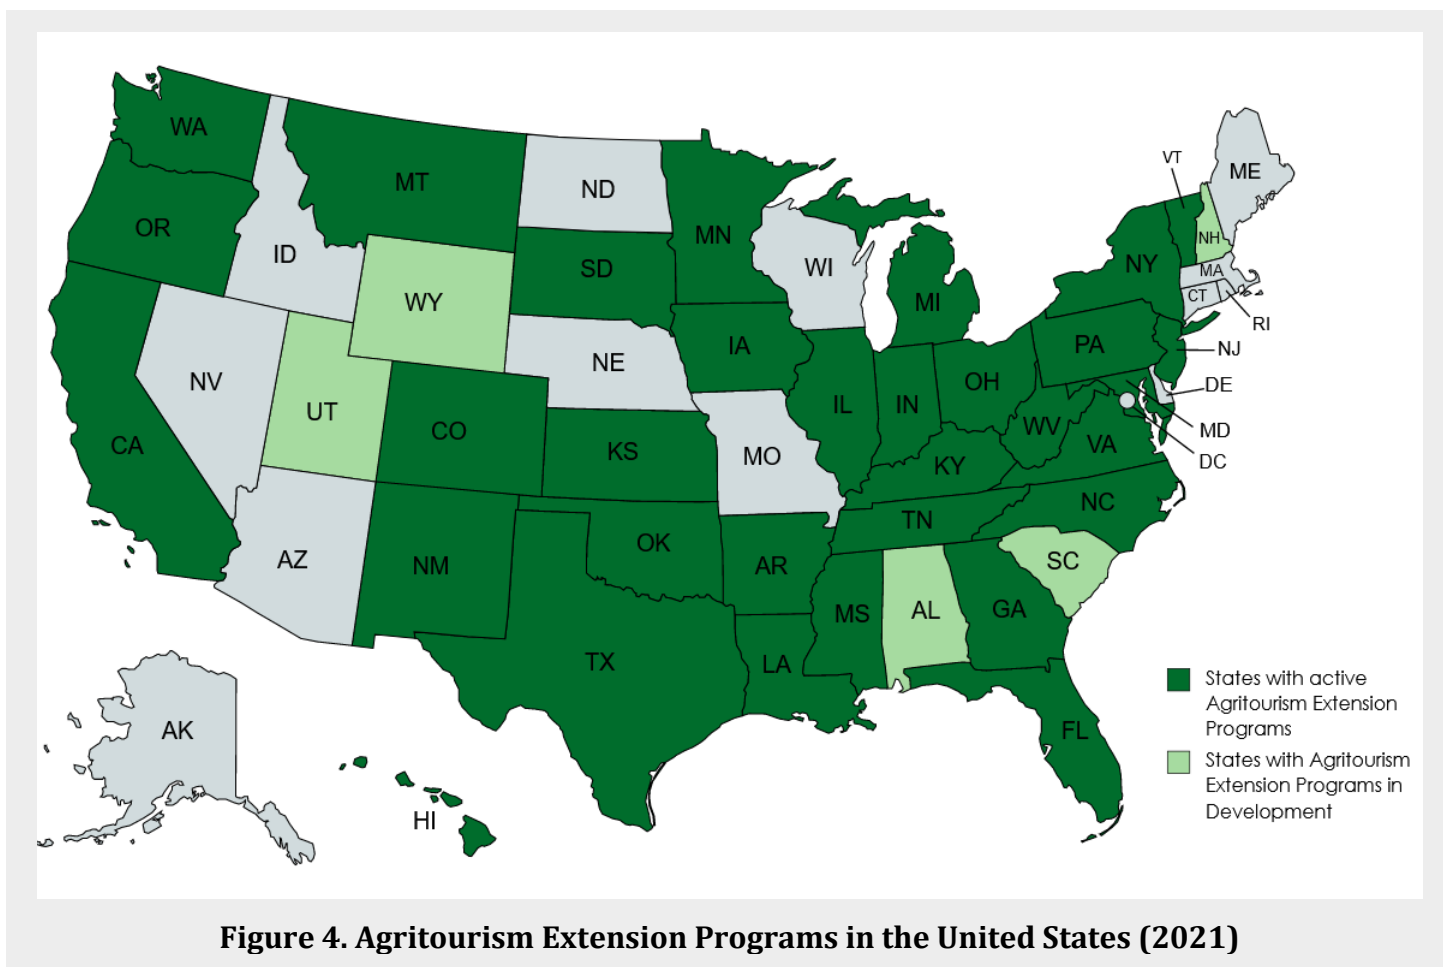 WA
MT
ND
MN
VT
ME
OR
ID
SD
WI
MI
NY
NH
MA
CT
RI
WY
NE
IA
PA
NJ
NV
UT
CO
IL
IN
OH
DE
CA
KS
MO
WV
VA
MD
KY
DC
NC
TN
AZ
NM
OK
AR
SC
MS
AL
GA
TX
LA
FL
AK
HI
States with active
Agritourism Extension
Programs
States with Agritourism
Extension Programs in
Development
Figure 4. Agritourism Extension Programs in the United States (2021)